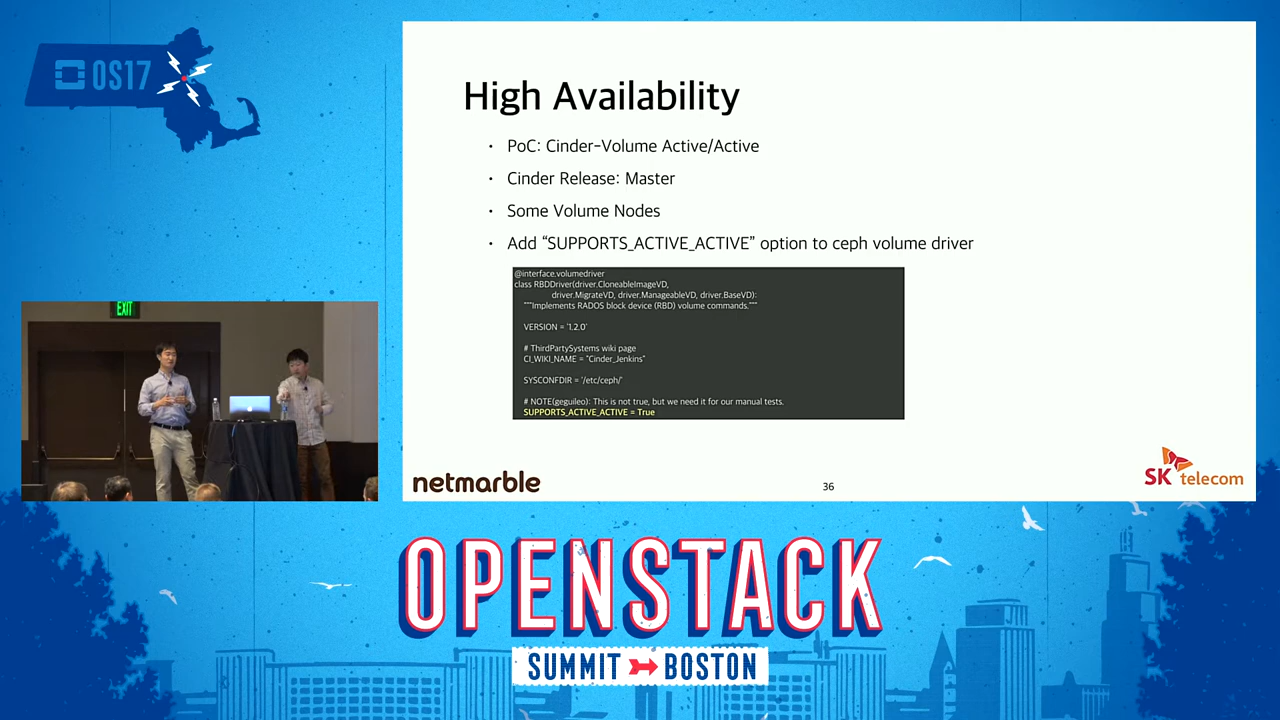 OS17
EXIT
High Availability
• PoC: Cinder-Volume Active/Active
• Cinder Release: Master
• Some Volume Nodes
• Add “SUPPORTS_ACTIVE_ACTIVE” option to ceph volume driver
@interface.volumedriver
class RBDDriver(driver.CloneableImageVD,
driver.MigrateVD, driver.ManageableVD, driver.BaseVD):
"""Implements RADOS block device (RBD) volume commands."""
VERSION = '1.2.0'
# ThirdPartySystems wiki page
CI_WIKI_NAME = "Cinder_Jenkins"
SYSCONFDIR = '/etc/ceph/'
# NOTE(geguileo): This is not true, but we need it for our manual tests.
SUPPORTS_ACTIVE_ACTIVE = True
netmarble
36
SK telecom
OPENSTACK
SUMMIT BOSTON